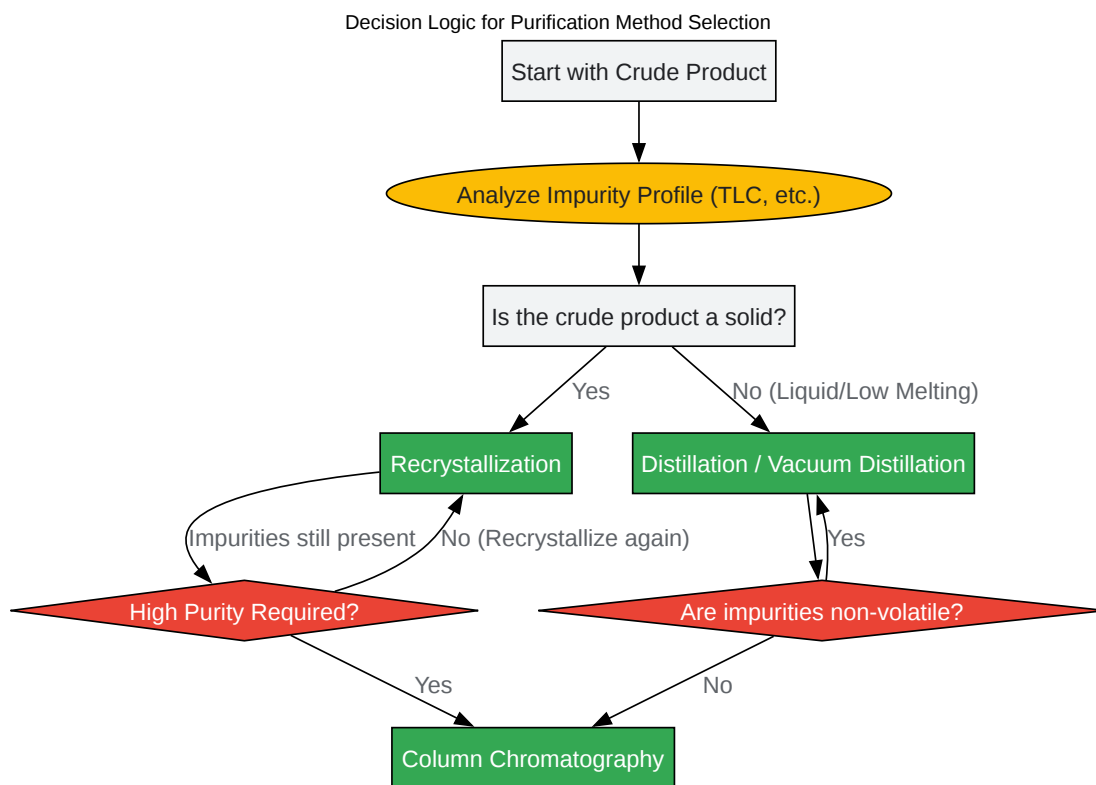 Decision Logic for Purification Method Selection
Start with Crude Product
Analyze Impurity Profile (TLC, etc.)
Is the crude product a solid?
Yes
No (Liquid/Low Melting)
Recrystallization
Distillation / Vacuum Distillation
Impurities still present
No (Recrystallize again)
Yes
High Purity Required?
Are impurities non-volatile?
Yes
No
Column Chromatography